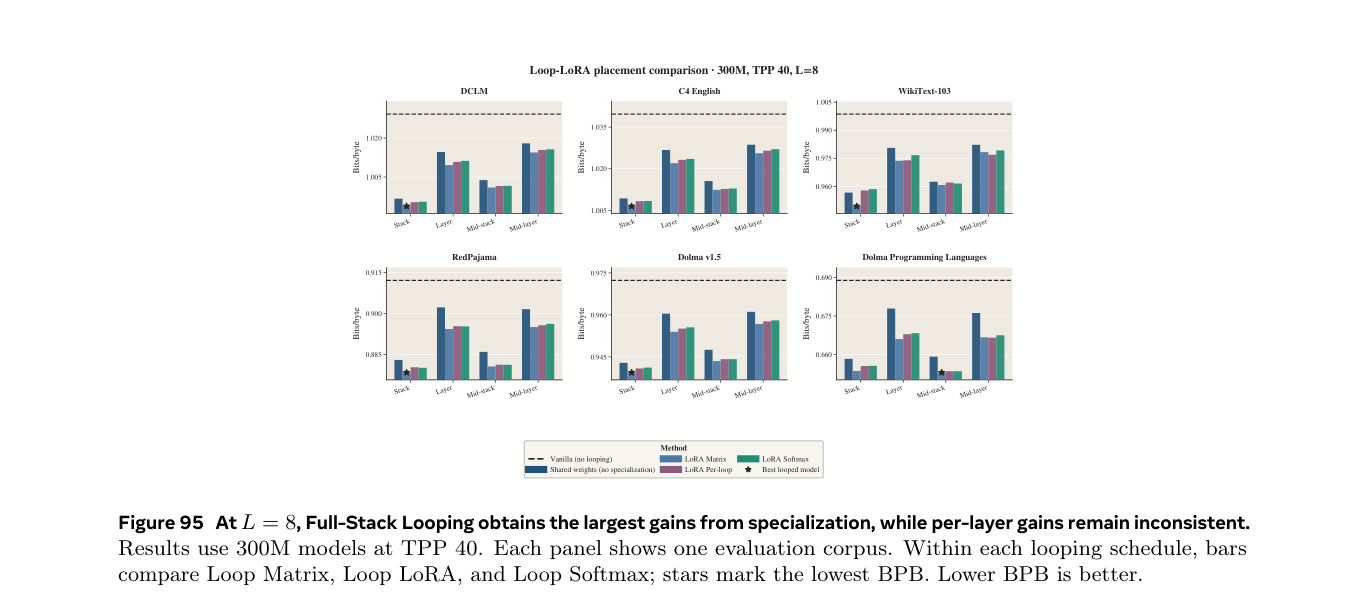 Loop-LoRA placement comparison · 300M, TPP 40, L=8
DCLM
Bits/byte
1.020
1.005
Stack
Layer
Mid-stack
Mid-layer
C4 English
Bits/byte
1.035
1.020
1.005
Stack
Layer
Mid-stack
Mid-layer
WikiText-103
Bits/byte
1.005
0.990
0.975
0.960
Stack
Layer
Mid-stack
Mid-layer
RedPajama
Bits/byte
0.915
0.900
0.885
Stack
Layer
Mid-stack
Mid-layer
Dolma v1.5
Bits/byte
0.975
0.960
0.945
Stack
Layer
Mid-stack
Mid-layer
Dolma Programming Languages
Bits/byte
0.690
0.675
0.660
Stack
Layer
Mid-stack
Mid-layer
Method
Vanilla (no looping)
Shared weights (no specialization)
LoRA Matrix
LoRA Per-loop
LoRA Softmax
Best looped model
Figure 95 At L = 8, Full-Stack Looping obtains the largest gains from specialization, while per-layer gains remain inconsistent.
Results use 300M models at TPP 40. Each panel shows one evaluation corpus. Within each looping schedule, bars
compare Loop Matrix, Loop LoRA, and Loop Softmax; stars mark the lowest BPB. Lower BPB is better.